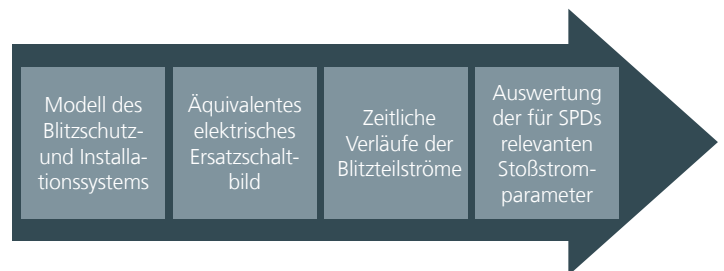 Modell des
Blitzschutz-
und Installa-
tionssystems
Äquivalentes
elektrisches
Ersatzschalt-
bild
Zeitliche
Verläufe der
Blitzteilströme
Auswertung
der für SPDs
relevanten
Stoßstrom-
parameter